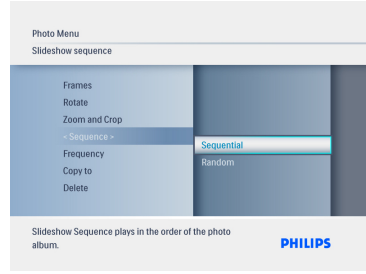 Photo Menu
Slideshow sequence
Frames
Rotate
Zoom and Crop
< Sequence >
Sequential
Random
Frequency
Copy to
Delete
Slideshow Sequence plays in the order of the photo
album.
PHILIPS